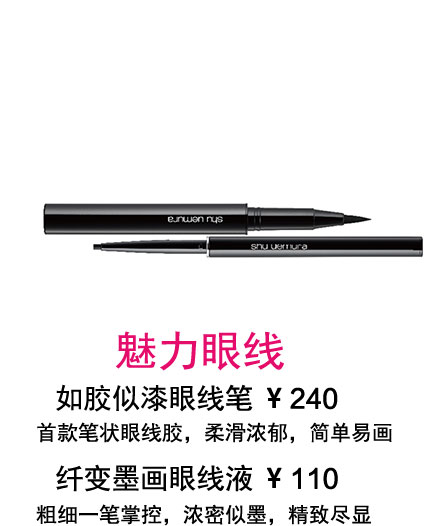 shu uemura
shu uemura
魅力眼线
如胶似漆眼线笔 ¥240
首款笔状眼线胶，柔滑浓郁，简单易画
纤变墨画眼线液 ¥110
粗细一笔掌控，浓密似墨，精致尽显